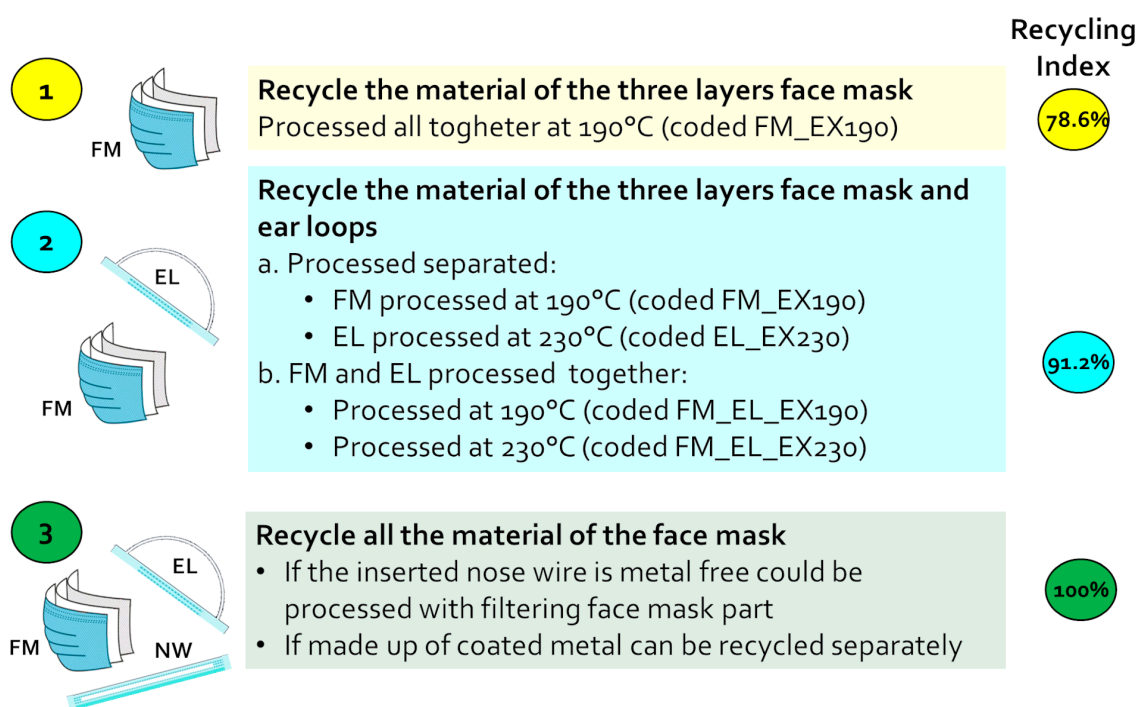 Recycling
Index
1
FM
Recycle the material of the three layers face mask
Processed all togheter at 190°C (coded FM_EX190)
78.6%
2
EL
FM
Recycle the material of the three layers face mask and
ear loops
a. Processed separated:
• FM processed at 190°C (coded FM_EX190)
• EL processed at 230°C (coded EL_EX230)
b. FM and EL processed together:
• Processed at 190°C (coded FM_EL_EX190)
• Processed at 230°C (coded FM_EL_EX230)
91.2%
3
EL
FM
NW
Recycle all the material of the face mask
• If the inserted nose wire is metal free could be
processed with filtering face mask part
• If made up of coated metal can be recycled separately
100%